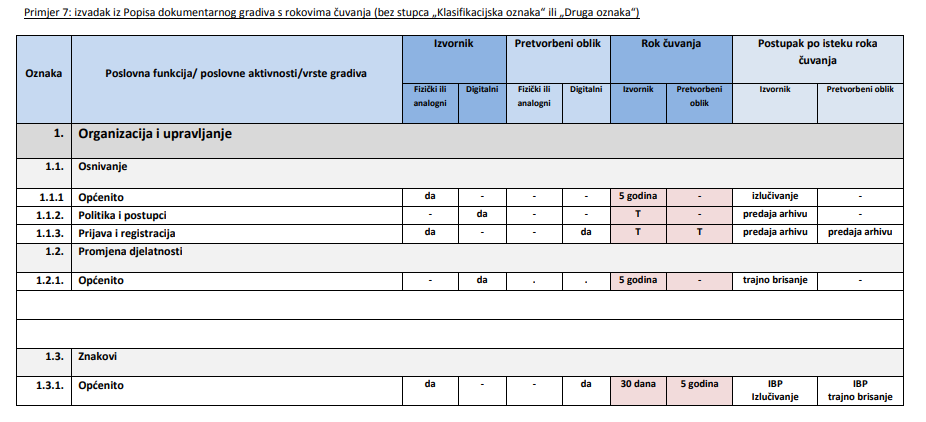 Primjer 7: izvadak iz Popisa dokumentarnog gradiva s rokovima čuvanja (bez stupca „Klasifikacijska oznaka“ ili „Druga oznaka“)
Oznaka Poslovna funkcija/ poslovne aktivnosti/vrste gradiva Izvornik Pretvorbeni oblik Rok čuvanja Postupak po isteku roka čuvanja
Fizički ili analogni Digitalni Fizički ili analogni Digitalni Izvornik Pretvorbeni oblik Izvornik Pretvorbeni oblik
1. Organizacija i upravljanje
1.1. Osnivanje
1.1.1 Općenito da - - - 5 godina - izlučivanje -
1.1.2. Politika i postupci - da - - T - predaja arhivu -
1.1.3. Prijava i registracija da - - da T T predaja arhivu predaja arhivu
1.2. Promjena djelatnosti
1.2.1. Općenito - da . . 5 godina - trajno brisanje -
1.3. Znakovi
1.3.1. Općenito da - - da 30 dana 5 godina IBP Izlučivanje IBP trajno brisanje